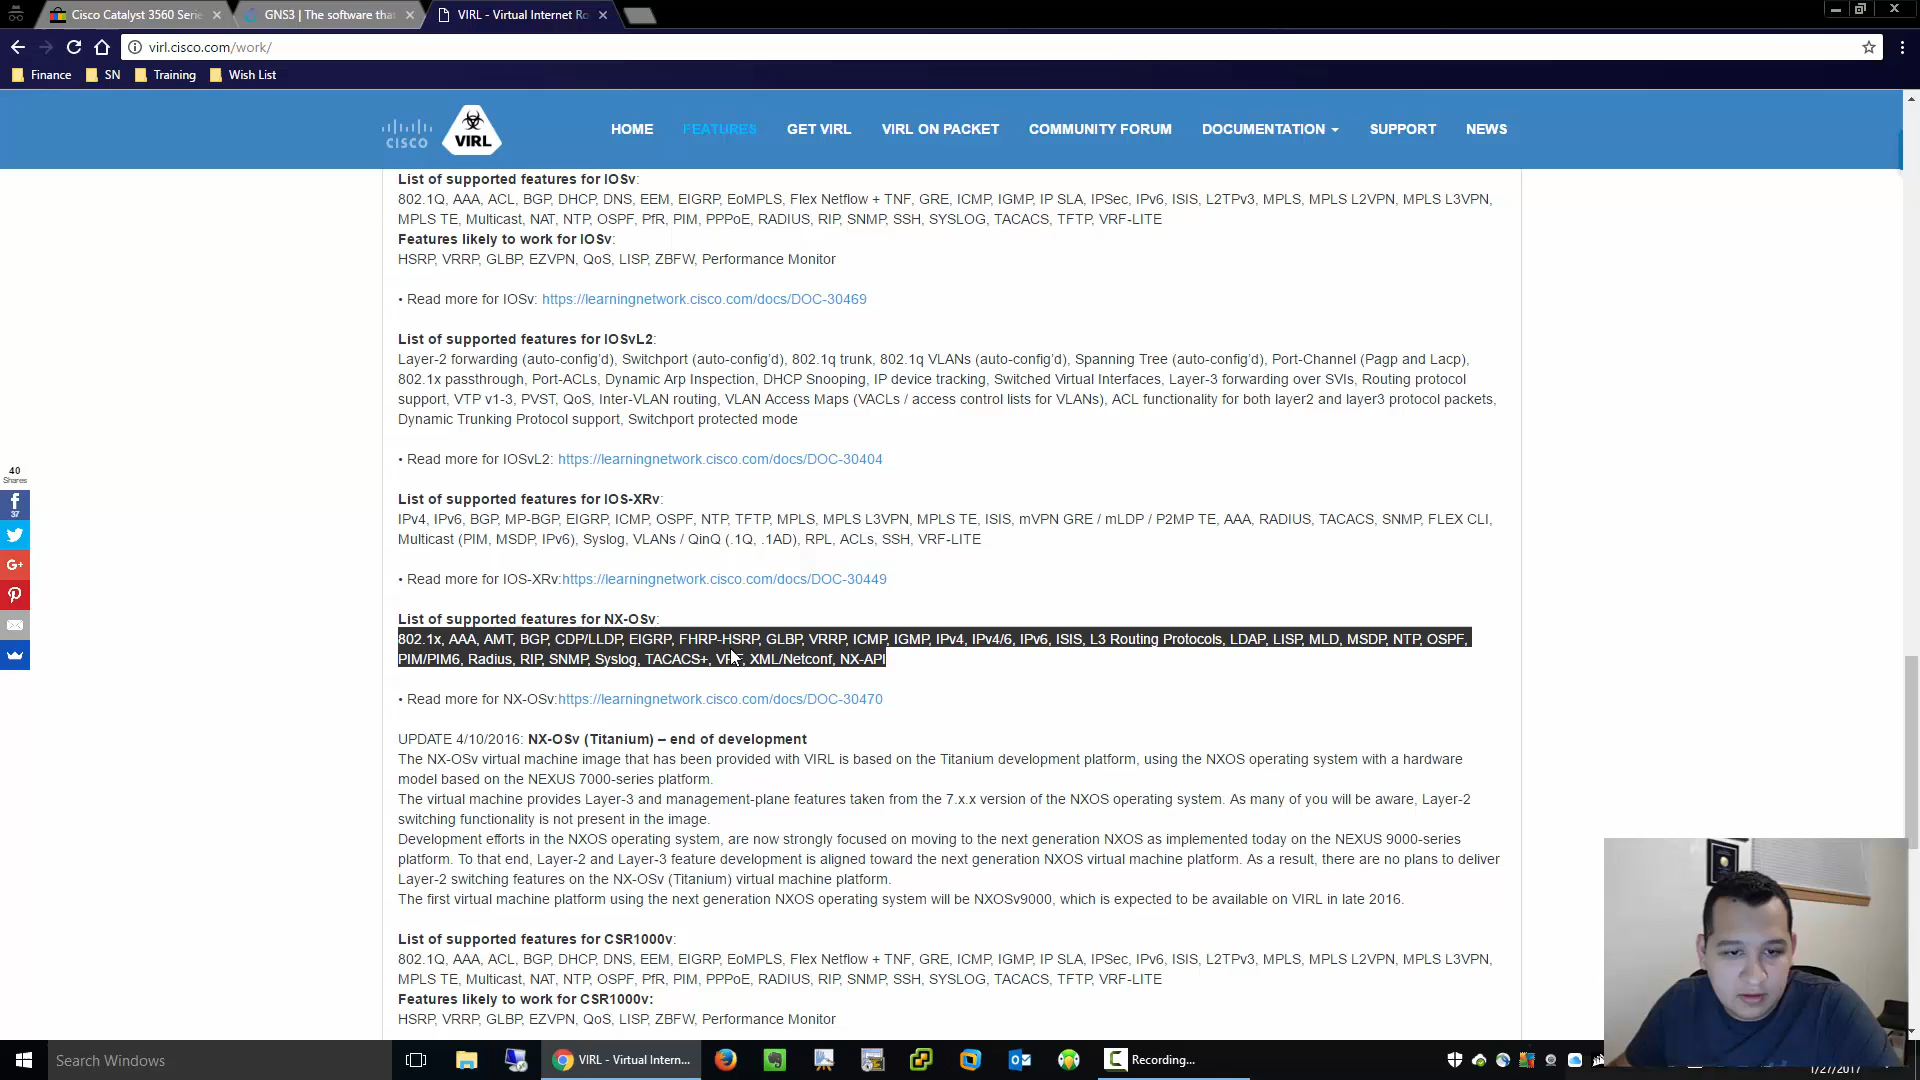 Cisco Catalyst 3560 Serie
GNS3 | The software that
VIRL - Virtual Internet Ro
virl.cisco.com/work/
Finance SN Training Wish List
CISCO VIRL
HOME FEATURES GET VIRL VIRL ON PACKET COMMUNITY FORUM DOCUMENTATION SUPPORT NEWS
List of supported features for IOSv:
802.1Q, AAA, ACL, BGP, DHCP, DNS, EEM, EIGRP, EoMPLS, Flex Netflow + TNF, GRE, ICMP, IGMP, IP SLA, IPSec, IPv6, ISIS, L2TPv3, MPLS, MPLS L2VPN, MPLS L3VPN,
MPLS TE, Multicast, NAT, NTP, OSPF, PfR, PIM, PPPoE, RADIUS, RIP, SNMP, SSH, SYSLOG, TACACS, TFTP, VRF-LITE
Features likely to work for IOSv:
HSRP, VRRP, GLBP, EZVPN, QoS, LISP, ZBFW, Performance Monitor
• Read more for IOSv: https://learningnetwork.cisco.com/docs/DOC-30469
List of supported features for IOSvL2:
Layer-2 forwarding (auto-config’d), Switchport (auto-config’d), 802.1q trunk, 802.1q VLANs (auto-config’d), Spanning Tree (auto-config’d), Port-Channel (Pagp and Lacp),
802.1x passthrough, Port-ACLs, Dynamic Arp Inspection, DHCP Snooping, IP device tracking, Switched Virtual Interfaces, Layer-3 forwarding over SVIs, Routing protocol
support, VTP v1-3, PVST, QoS, Inter-VLAN routing, VLAN Access Maps (VACLs / access control lists for VLANs), ACL functionality for both layer2 and layer3 protocol packets,
Dynamic Trunking Protocol support, Switchport protected mode
• Read more for IOSvL2: https://learningnetwork.cisco.com/docs/DOC-30404
List of supported features for IOS-XRv:
IPv4, IPv6, BGP, MP-BGP, EIGRP, ICMP, OSPF, NTP, TFTP, MPLS, MPLS L3VPN, MPLS TE, ISIS, mVPN GRE / mLDP / P2MP TE, AAA, RADIUS, TACACS, SNMP, FLEX CLI,
Multicast (PIM, MSDP, IPv6), Syslog, VLANs / QinQ (.1Q, .1AD), RPL, ACLs, SSH, VRF-LITE
• Read more for IOS-XRv:https://learningnetwork.cisco.com/docs/DOC-30449
List of supported features for NX-OSv:
802.1x, AAA, AMT, BGP, CDP/LLDP, EIGRP, FHRP-HSRP, GLBP, VRRP, ICMP, IGMP, IPv4, IPv4/6, IPv6, ISIS, L3 Routing Protocols, LDAP, LISP, MLD, MSDP, NTP, OSPF,
PIM/PIM6, Radius, RIP, SNMP, Syslog, TACACS+, VRF, XML/Netconf, NX-API
• Read more for NX-OSv:https://learningnetwork.cisco.com/docs/DOC-30470
UPDATE 4/10/2016: NX-OSv (Titanium) – end of development
The NX-OSv virtual machine image that has been provided with VIRL is based on the Titanium development platform, using the NXOS operating system with a hardware
model based on the NEXUS 7000-series platform.
The virtual machine provides Layer-3 and management-plane features taken from the 7.x.x version of the NXOS operating system. As many of you will be aware, Layer-2
switching functionality is not present in the image.
Development efforts in the NXOS operating system, are now strongly focused on moving to the next generation NXOS as implemented today on the NEXUS 9000-series
platform. To that end, Layer-2 and Layer-3 feature development is aligned toward the next generation NXOS virtual machine platform. As a result, there are no plans to deliver
Layer-2 switching features on the NX-OSv (Titanium) virtual machine platform.
The first virtual machine platform using the next generation NXOS operating system will be NXOSv9000, which is expected to be available on VIRL in late 2016.
List of supported features for CSR1000v:
802.1Q, AAA, ACL, BGP, DHCP, DNS, EEM, EIGRP, EoMPLS, Flex Netflow + TNF, GRE, ICMP, IGMP, IP SLA, IPSec, IPv6, ISIS, L2TPv3, MPLS, MPLS L2VPN, MPLS L3VPN,
MPLS TE, Multicast, NAT, NTP, OSPF, PfR, PIM, PPPoE, RADIUS, RIP, SNMP, SSH, SYSLOG, TACACS, TFTP, VRF-LITE
Features likely to work for CSR1000v:
HSRP, VRRP, GLBP, EZVPN, QoS, LISP, ZBFW, Performance Monitor
40
Shares
37
G+
Search Windows
VIRL - Virtual Intern...
Recording...
1/27/2017